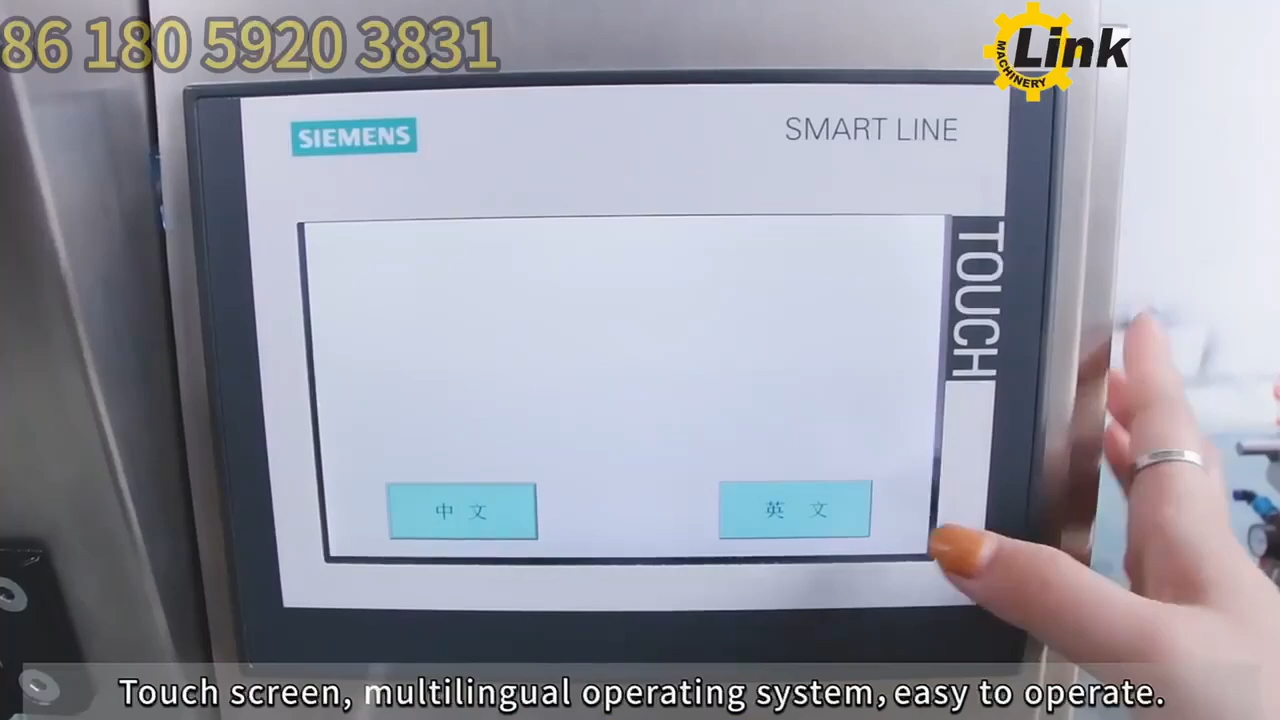 86 180 5920 3831
Link
MACHINERY
SIEMENS
SMART LINE
TOUCH
中文
英文
Touch screen, multilingual operating system, easy to operate.